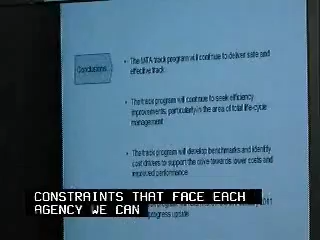 Conclusions
• The MTA track program will continue to deliver safe and
effective track
• The track program will continue to seek efficiency
improvements, particularly in the area of total life-cycle
management
• The track program will develop benchmarks and identify
cost drivers to support the move towards lower costs and
improved performance
CONSTRAINTS THAT FACE EACH
AGENCY WE CAN
2011
progress update